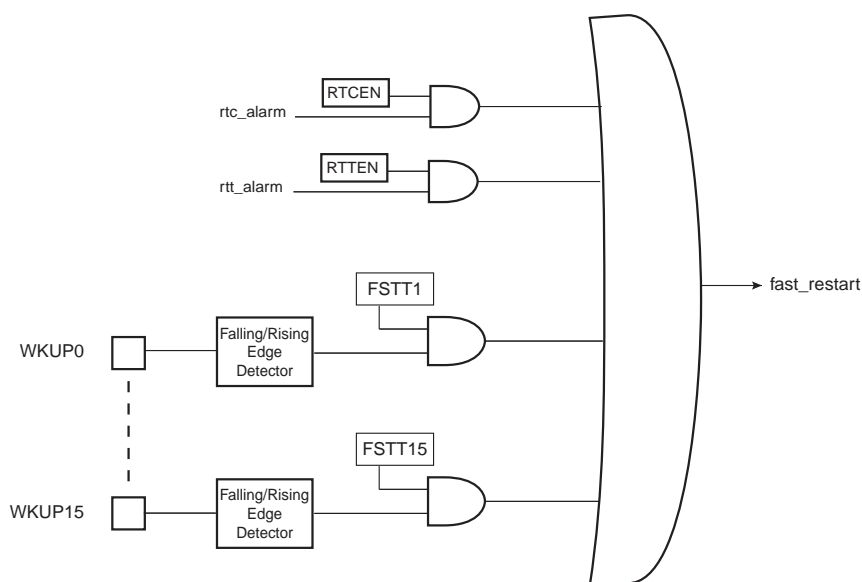 RTCEN
rtc_alarm
RTTEN
rtt_alarm
fast_restart
FSTT1
WKUP0
Falling/Rising
Edge
Detector
FSTT15
WKUP15
Falling/Rising
Edge
Detector